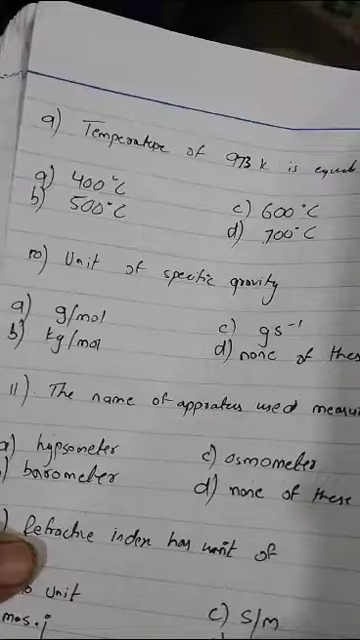 9) Temperature of 973 K is equal
a) 400°C
b) 500°C
c) 600°C
d) 700°C
10) Unit of specific gravity
a) g/mol
b) kg/mol
c) gs⁻¹
d) none of thes
11) The name of appratus used measu
a) hypsometer
) barometer
c) osmometer
d) none of these
) Refractive index has unit of
o unit
c) S/m